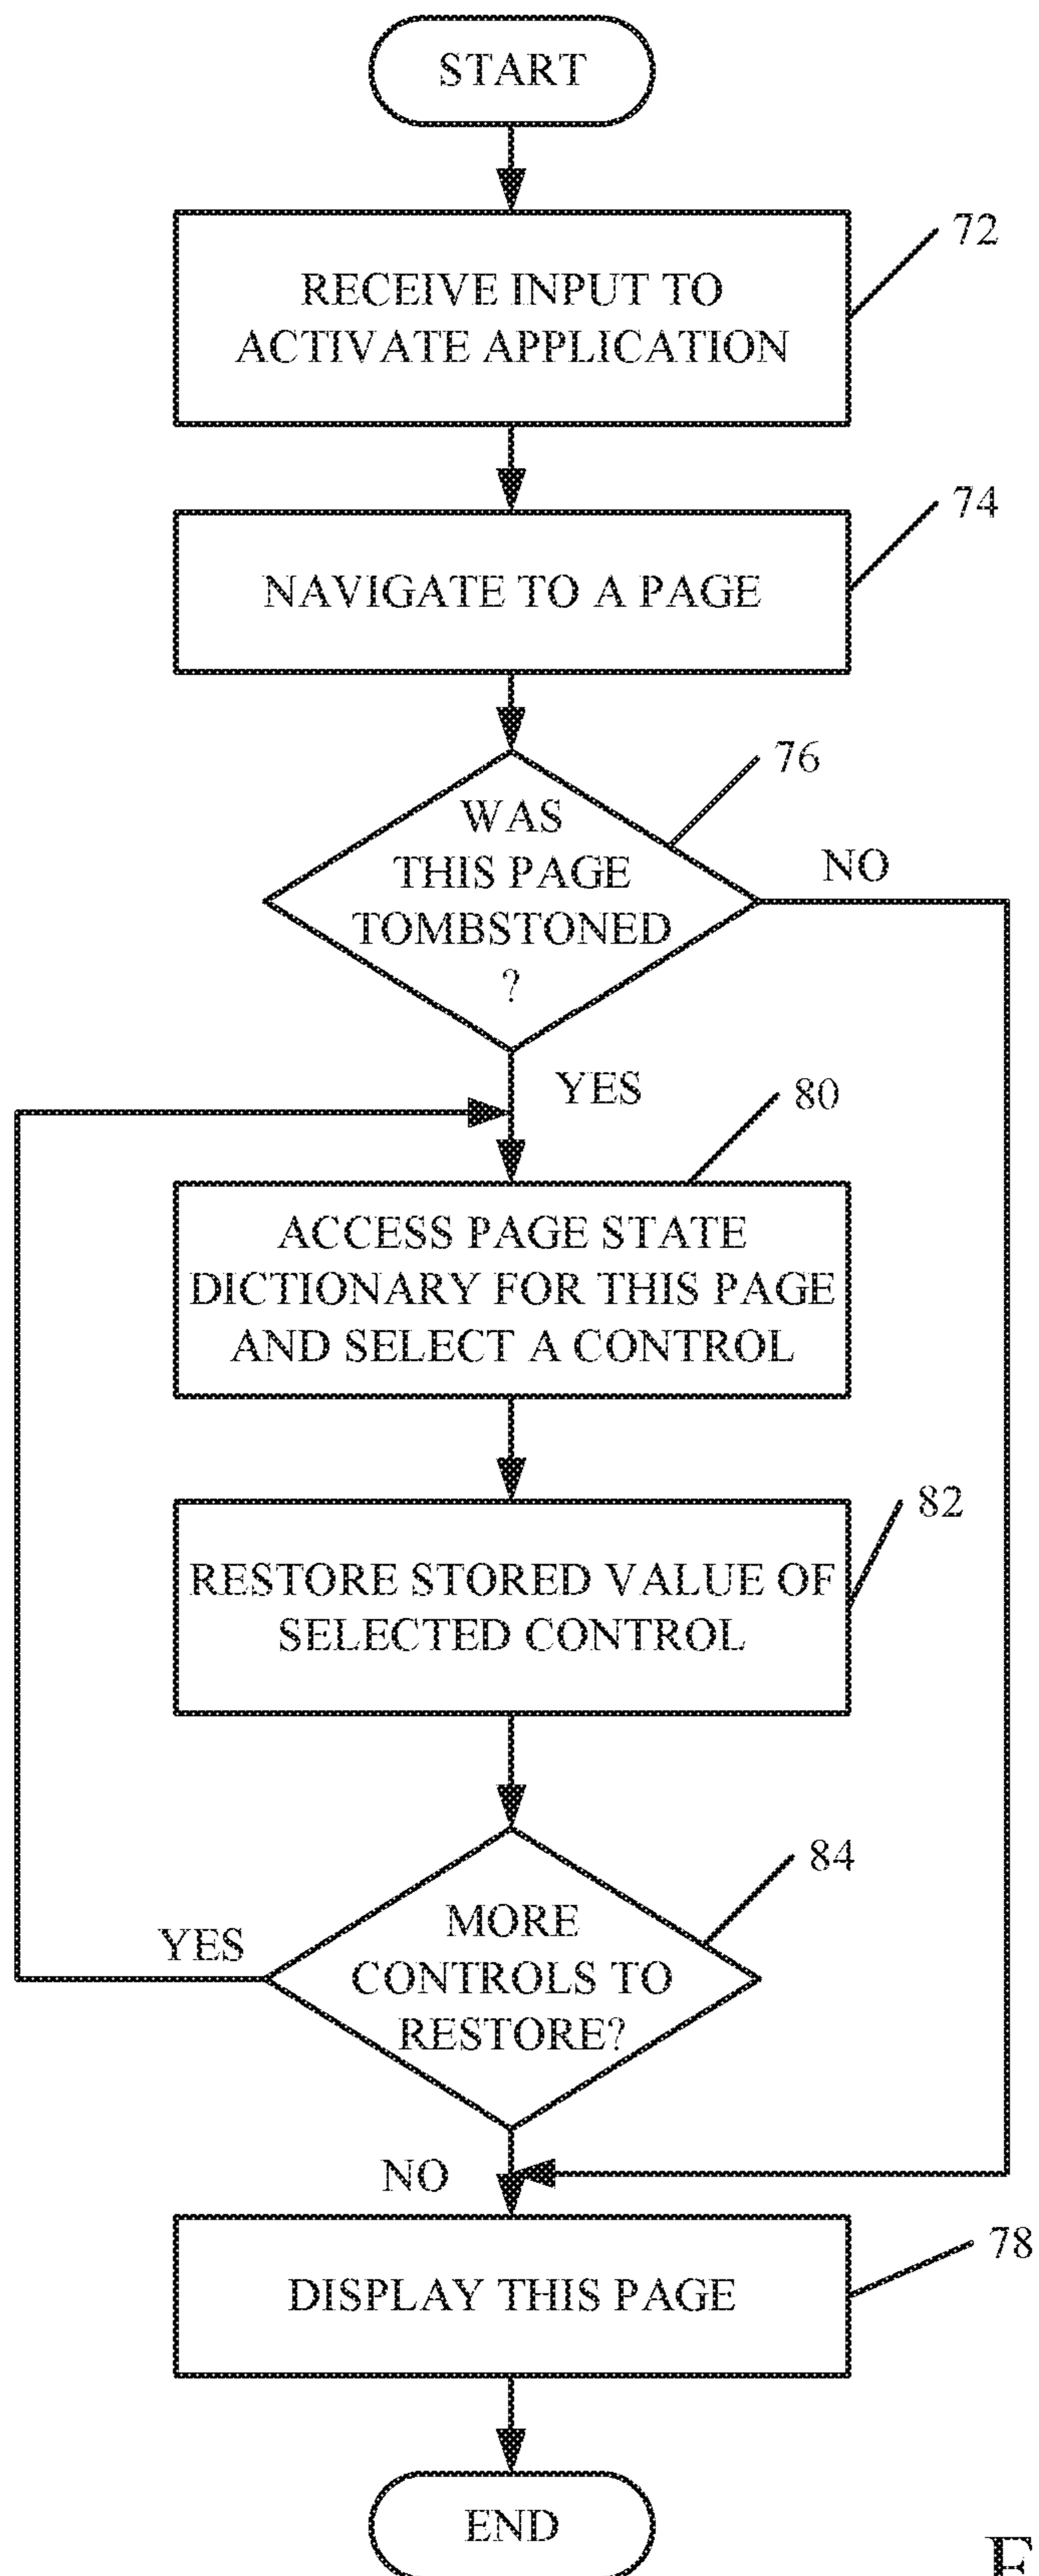 START
72
RECEIVE INPUT TO
ACTIVATE APPLICATION
74
NAVIGATE TO A PAGE
76
WAS
THIS PAGE
TOMBSTONED
?
NO
YES
80
ACCESS PAGE STATE
DICTIONARY FOR THIS PAGE
AND SELECT A CONTROL
82
RESTORE STORED VALUE OF
SELECTED CONTROL
84
MORE
CONTROLS TO
RESTORE?
YES
NO
78
DISPLAY THIS PAGE
END